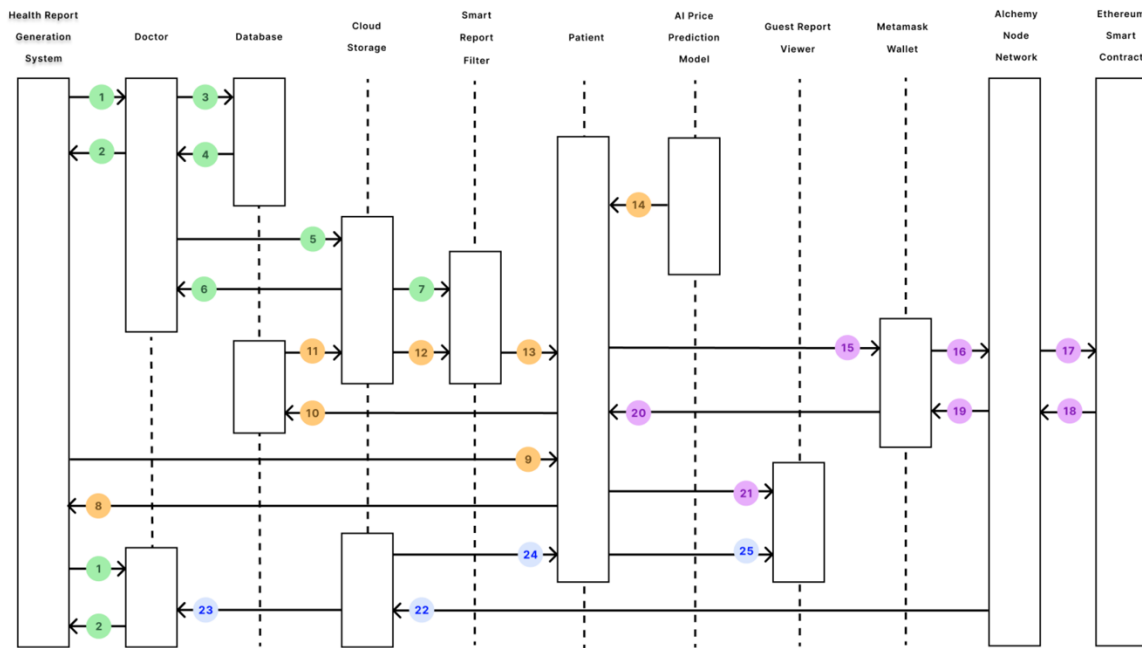 Health Report
Generation
System
Doctor
Database
Cloud
Storage
Smart
Report
Filter
Patient
AI Price
Prediction
Model
Guest Report
Viewer
Metamask
Wallet
Alchemy
Node
Network
Ethereum
Smart
Contract
1
3
2
4
14
5
6
7
11
12
13
15
16
17
10
20
19
18
9
21
8
24
25
1
23
22
2